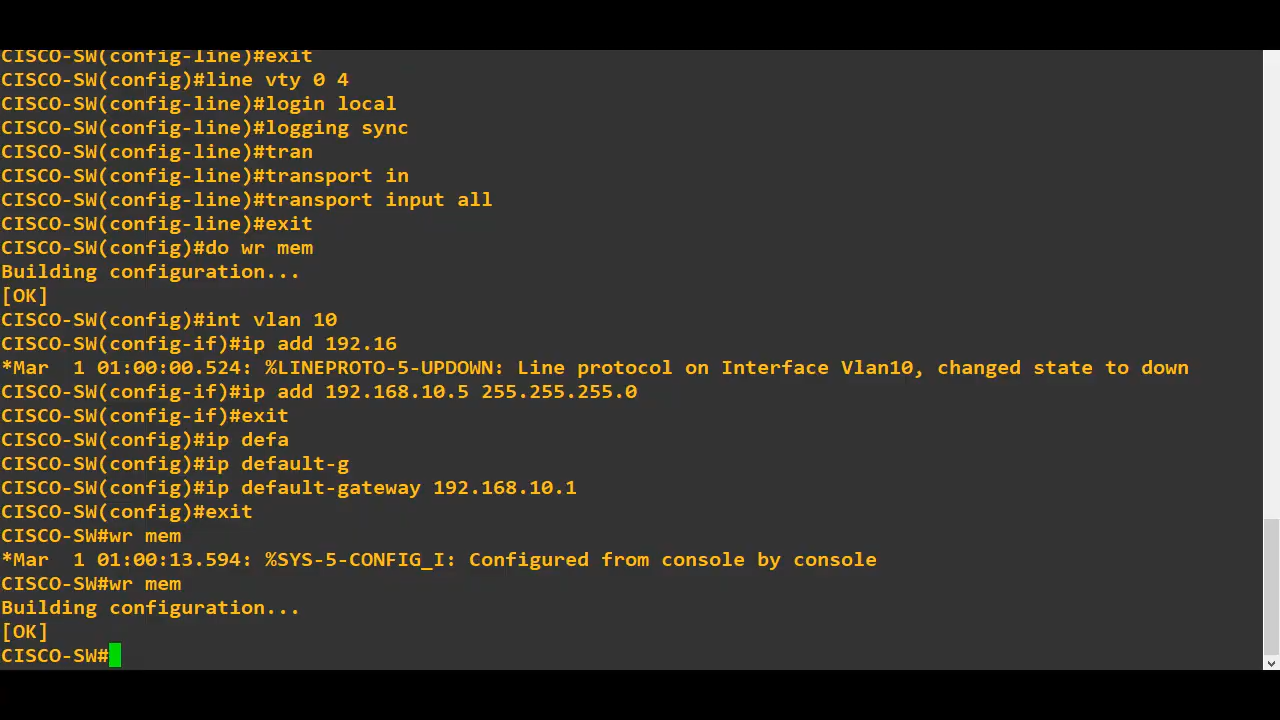 CISCO-SW(config-line)#exit
CISCO-SW(config)#line vty 0 4
CISCO-SW(config-line)#login local
CISCO-SW(config-line)#logging sync
CISCO-SW(config-line)#tran
CISCO-SW(config-line)#transport in
CISCO-SW(config-line)#transport input all
CISCO-SW(config-line)#exit
CISCO-SW(config)#do wr mem
Building configuration...
[OK]
CISCO-SW(config)#int vlan 10
CISCO-SW(config-if)#ip add 192.16
*Mar  1 01:00:00.524: %LINEPROTO-5-UPDOWN: Line protocol on Interface Vlan10, changed state to down
CISCO-SW(config-if)#ip add 192.168.10.5 255.255.255.0
CISCO-SW(config-if)#exit
CISCO-SW(config)#ip defa
CISCO-SW(config)#ip default-g
CISCO-SW(config)#ip default-gateway 192.168.10.1
CISCO-SW(config)#exit
CISCO-SW#wr mem
*Mar  1 01:00:13.594: %SYS-5-CONFIG_I: Configured from console by console
CISCO-SW#wr mem
Building configuration...
[OK]
CISCO-SW#